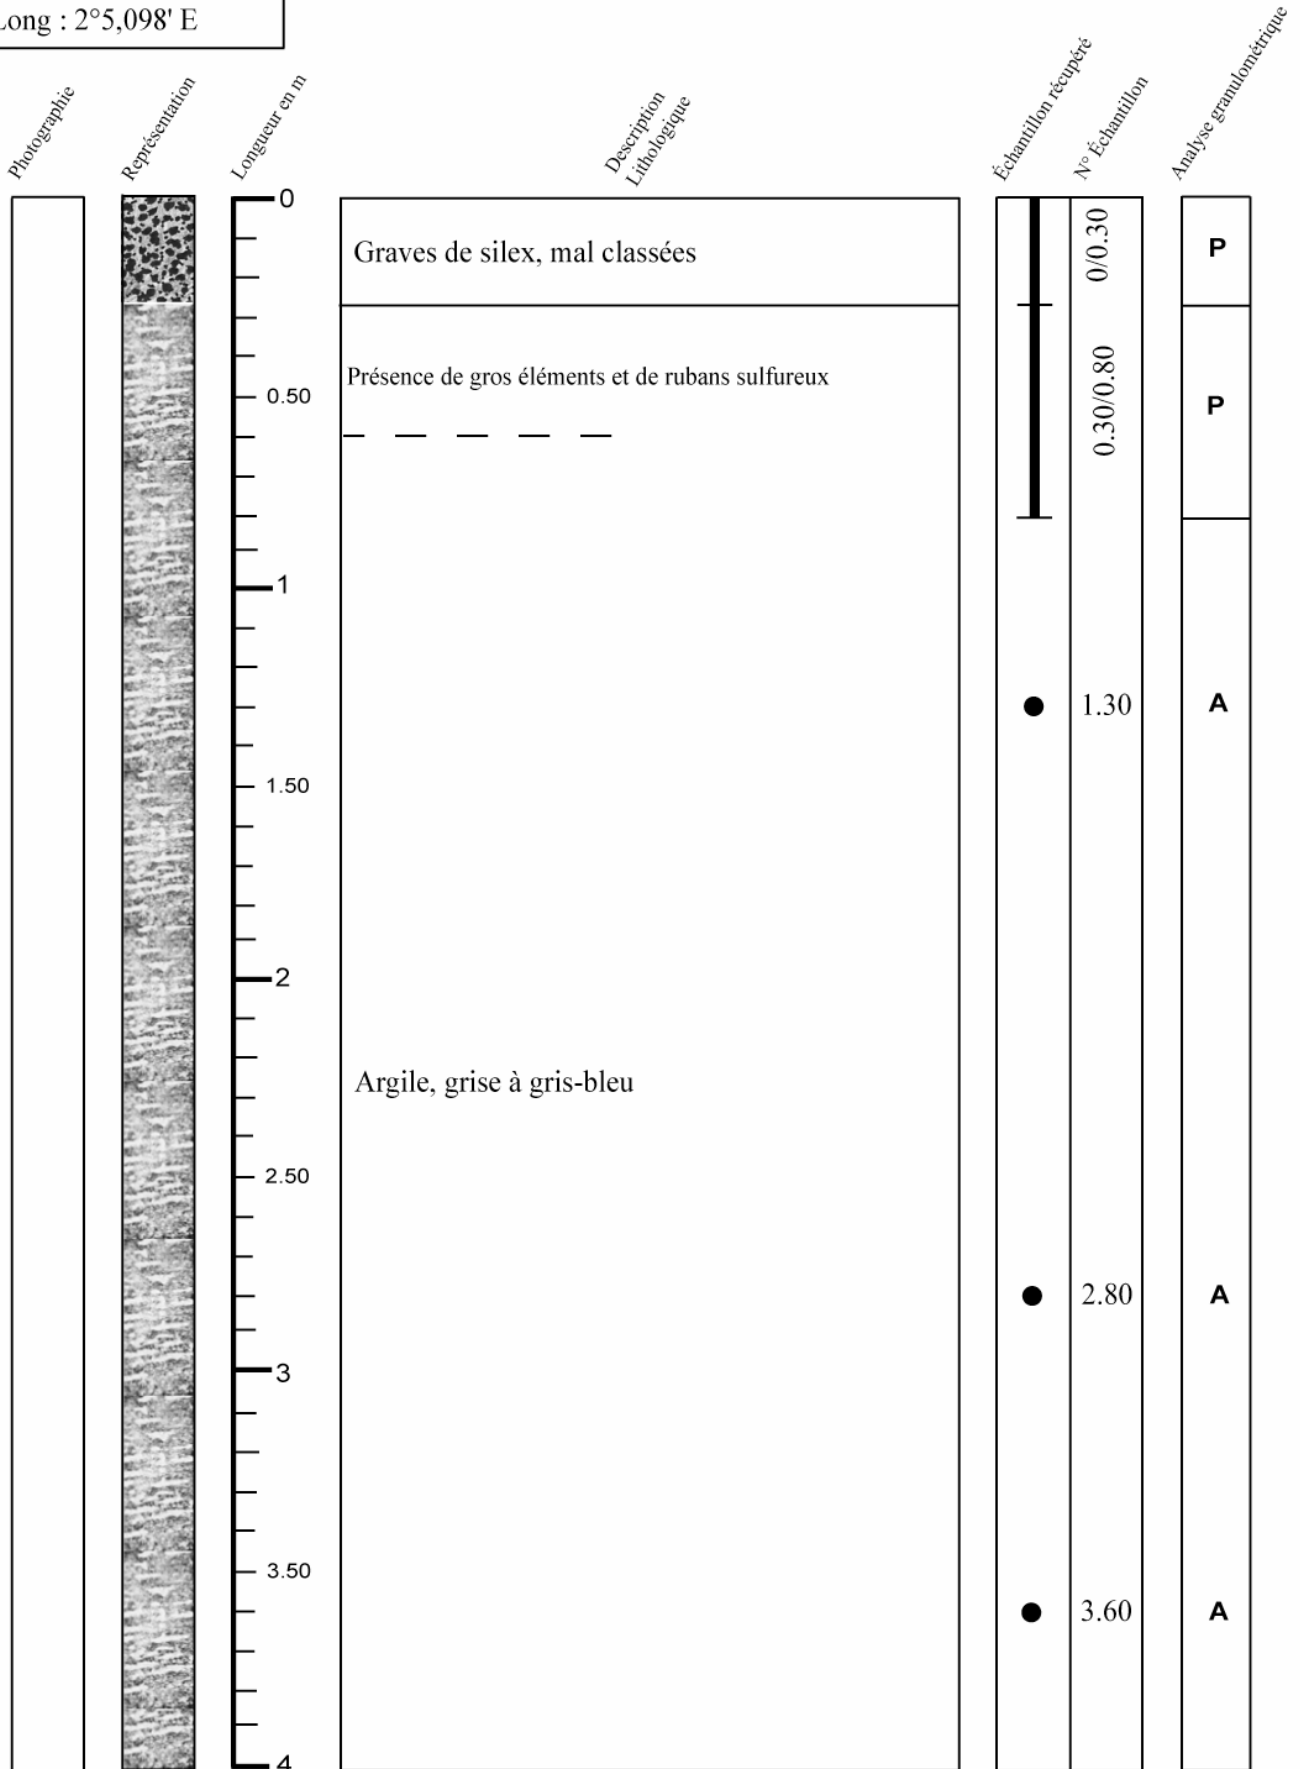 Long : 2°5,098' E
Photographie
Représentation
Longueur en m
Description
Lithologique
Échantillon récupéré
N° Échantillon
Analyse granulométrique
0
Graves de silex, mal classées
0/0.30
P
Présence de gros éléments et de rubans sulfureux
0.50
0.30/0.80
P
1
1.30
A
1.50
2
Argile, grise à gris-bleu
2.50
2.80
A
3
3.50
3.60
A
4